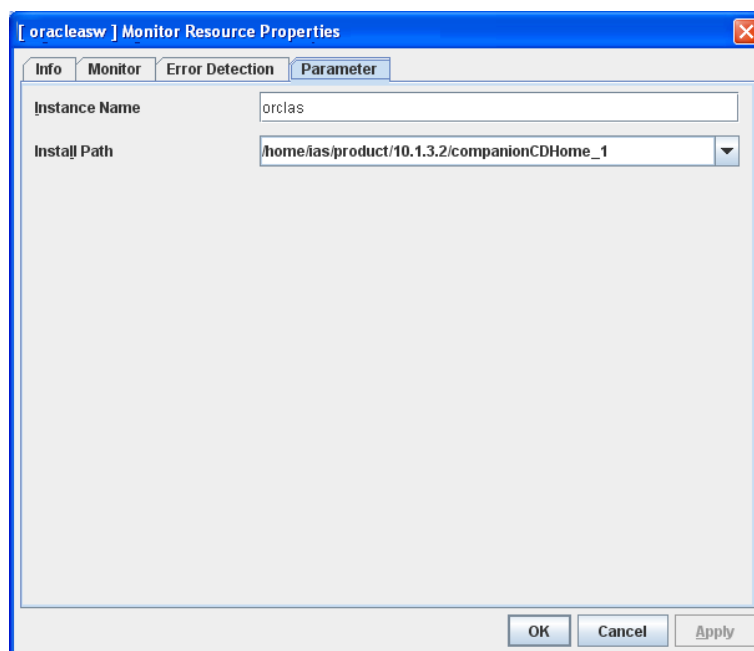 [ oracleasw ] Monitor Resource Properties
Info Monitor Error Detection Parameter
Instance Name orclas
Install Path /home/ias/product/10.1.3.2/companionCDHome_1
OK Cancel Apply